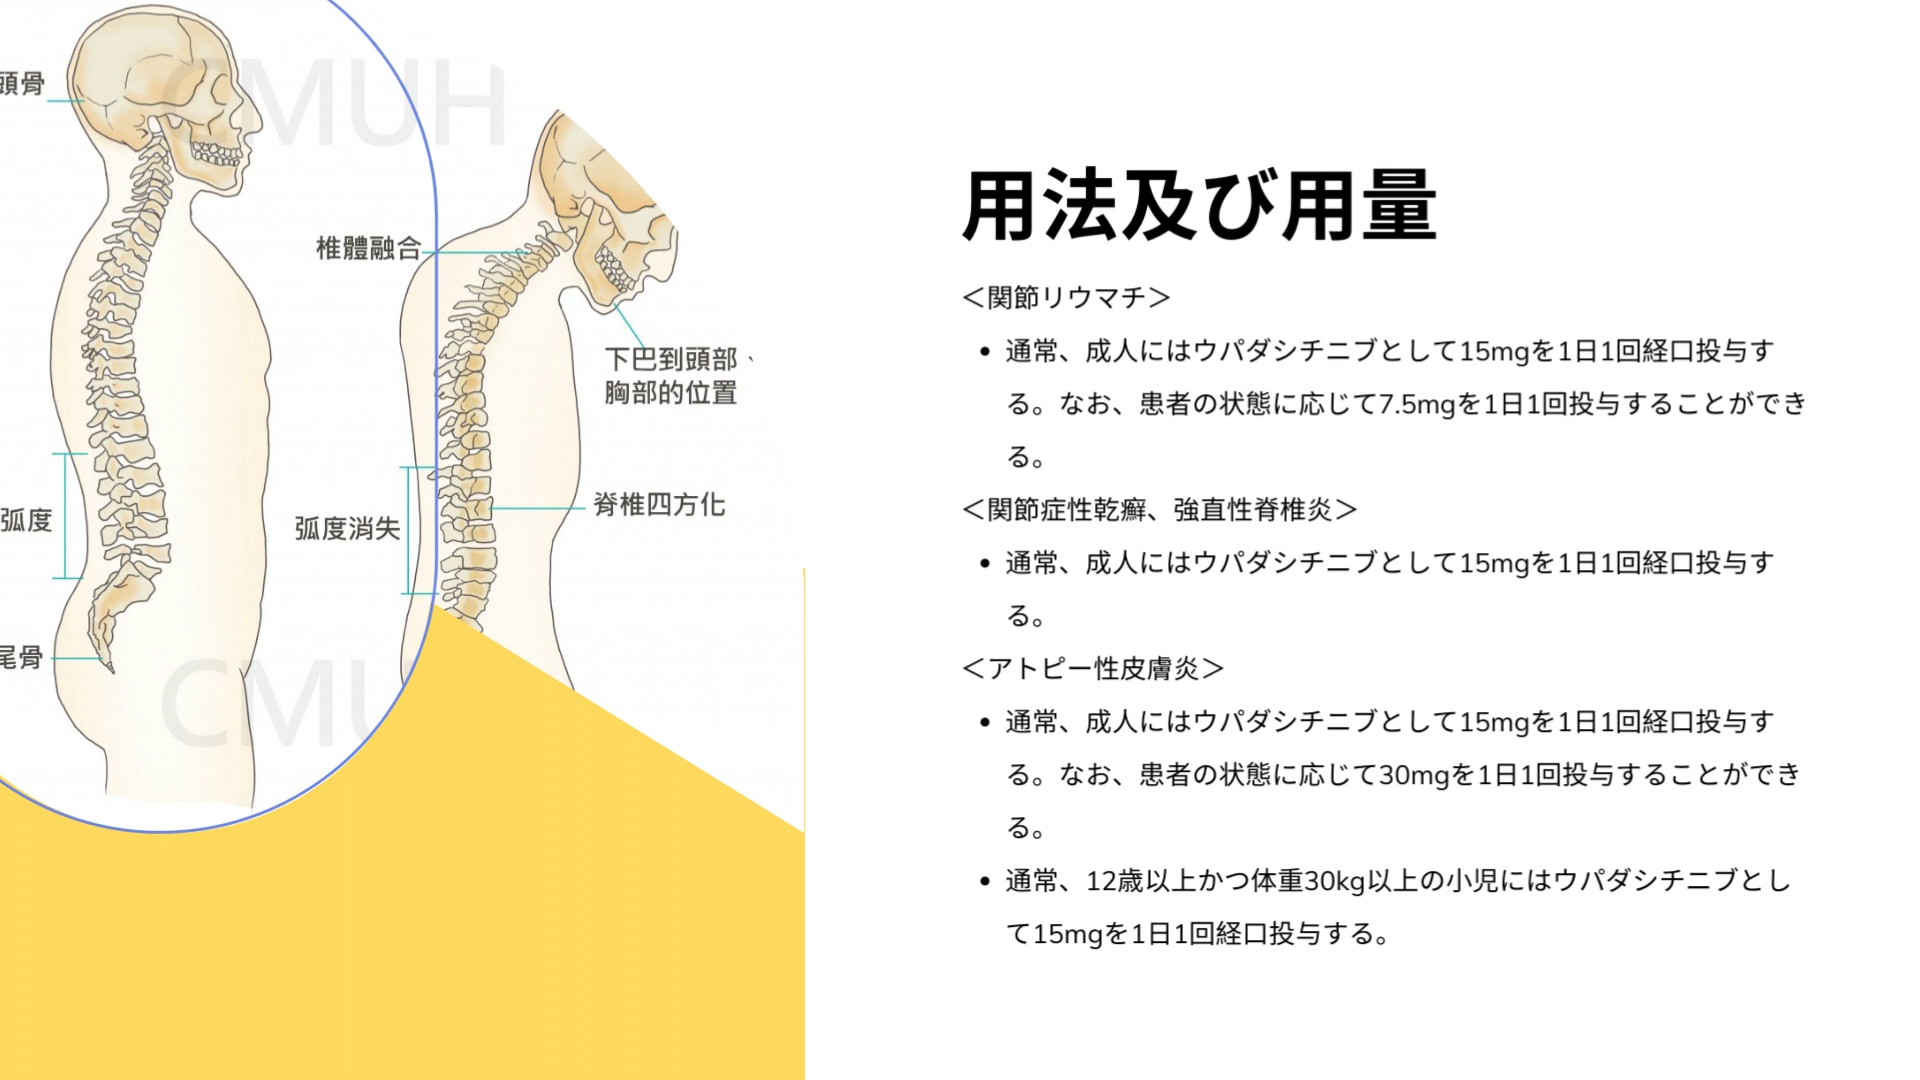 CMUH
頭骨
椎體融合
下巴到頭部、
胸部的位置
弧度
弧度消失
脊椎四方化
尾骨
CMU
用法及び用量
＜関節リウマチ＞
• 通常、成人にはウパダシチニブとして15mgを1日1回経口投与す
る。なお、患者の状態に応じて7.5mgを1日1回投与することができ
る。
＜関節症性乾癬、強直性脊椎炎＞
• 通常、成人にはウパダシチニブとして15mgを1日1回経口投与す
る。
＜アトピー性皮膚炎＞
• 通常、成人にはウパダシチニブとして15mgを1日1回経口投与す
る。なお、患者の状態に応じて30mgを1日1回投与することができ
る。
• 通常、12歳以上かつ体重30kg以上の小児にはウパダシチニブとし
て15mgを1日1回経口投与する。